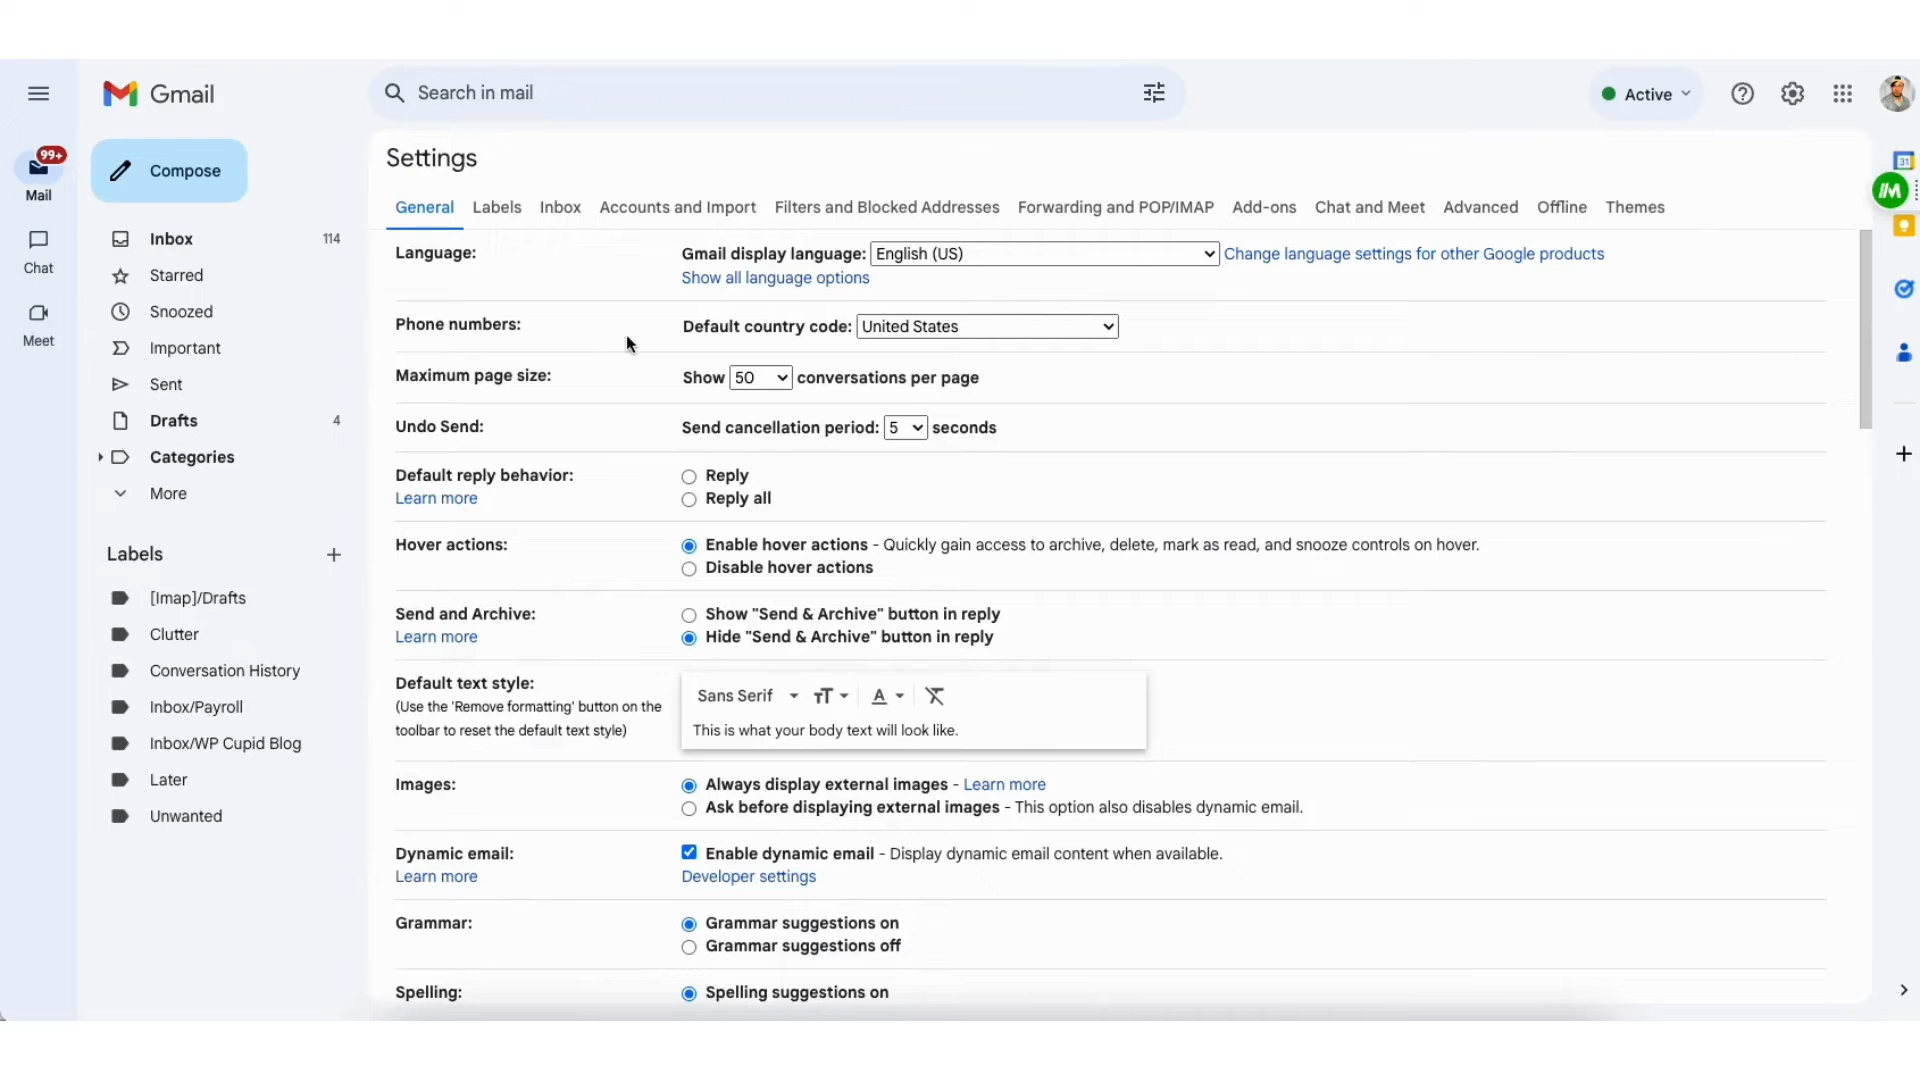 Gmail
Search in mail
Active
99+
Mail
Chat
Meet
Compose
Inbox 114
Starred
Snoozed
Important
Sent
Drafts 4
Categories
More
Labels
[Imap]/Drafts
Clutter
Conversation History
Inbox/Payroll
Inbox/WP Cupid Blog
Later
Unwanted
Settings
General Labels Inbox Accounts and Import Filters and Blocked Addresses Forwarding and POP/IMAP Add-ons Chat and Meet Advanced Offline Themes
Language: Gmail display language: English (US) Change language settings for other Google products
Show all language options
Phone numbers: Default country code: United States
Maximum page size: Show 50 conversations per page
Undo Send: Send cancellation period: 5 seconds
Default reply behavior: Reply
Learn more Reply all
Hover actions: Enable hover actions - Quickly gain access to archive, delete, mark as read, and snooze controls on hover.
Disable hover actions
Send and Archive: Show "Send & Archive" button in reply
Learn more Hide "Send & Archive" button in reply
Default text style:
(Use the 'Remove formatting' button on the
toolbar to reset the default text style)
Sans Serif
This is what your body text will look like.
Images: Always display external images - Learn more
Ask before displaying external images - This option also disables dynamic email.
Dynamic email: Enable dynamic email - Display dynamic email content when available.
Learn more Developer settings
Grammar: Grammar suggestions on
Grammar suggestions off
Spelling: Spelling suggestions on
31